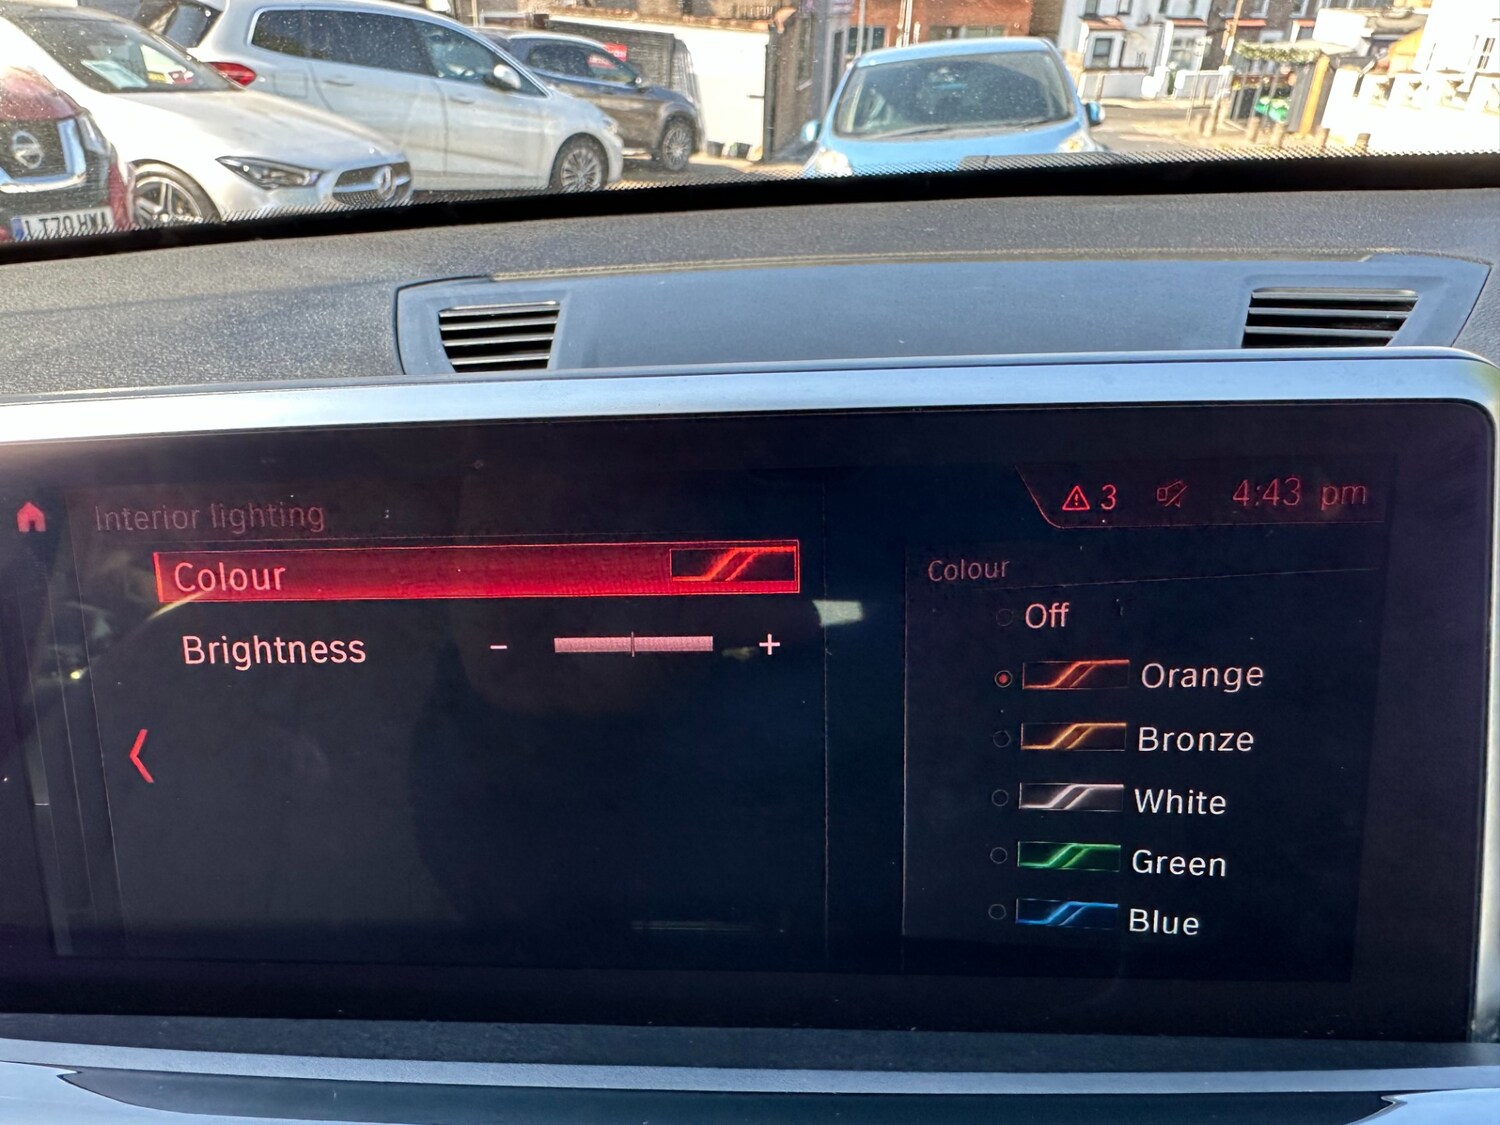 3 4:43 pm
Interior lighting
Colour
Brightness - +
Colour
Off
Orange
Bronze
White
Green
Blue